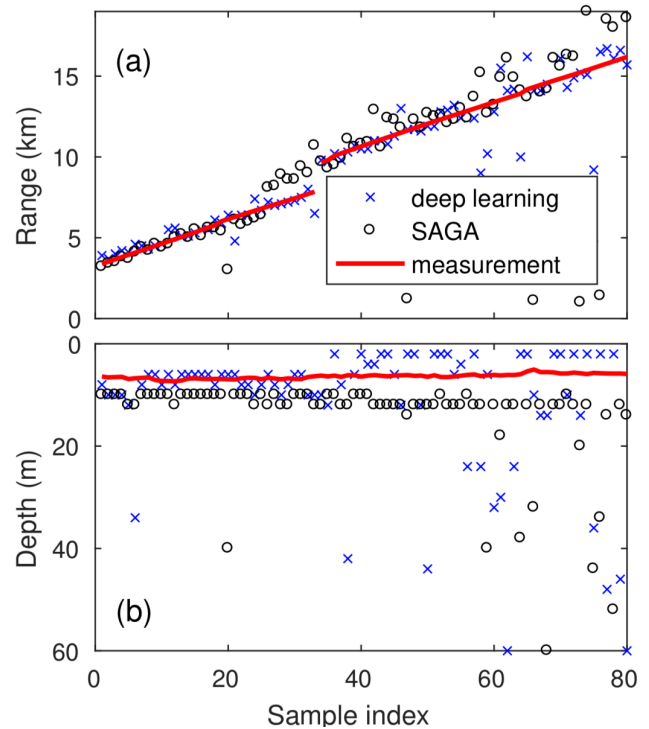 (a)
15
10
5
0
Range (km)
deep learning
SAGA
measurement
0
20
40
60
Depth (m)
(b)
0 20 40 60 80
Sample index